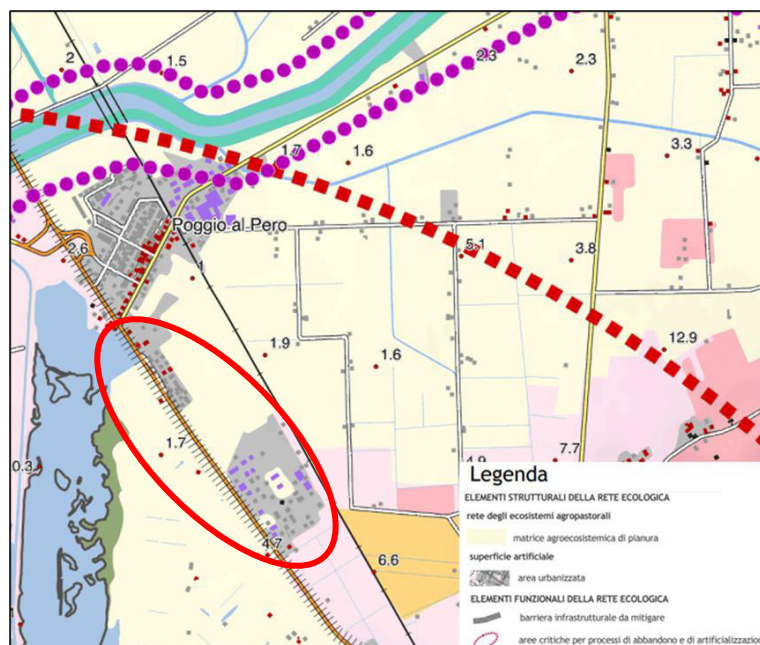 2
1.5
2.3
2.3
3.3
1.7
1.6
Poggio al Pero
2.6
5.1
3.8
1
1.9
1.6
12.9
1.7
0.3
7.7
4.7
6.6
Legenda
ELEMENTI STRUTTURALI DELLA RETE ECOLOGICA
rete degli ecosistemi agropastorali
matrice agroecosistemica di pianura
superficie artificiale
area urbanizzata
ELEMENTI FUNZIONALI DELLA RETE ECOLOGICA
barriera infrastrutturale da mitigare
aree critiche per processi di abbandono e di artificializzazion